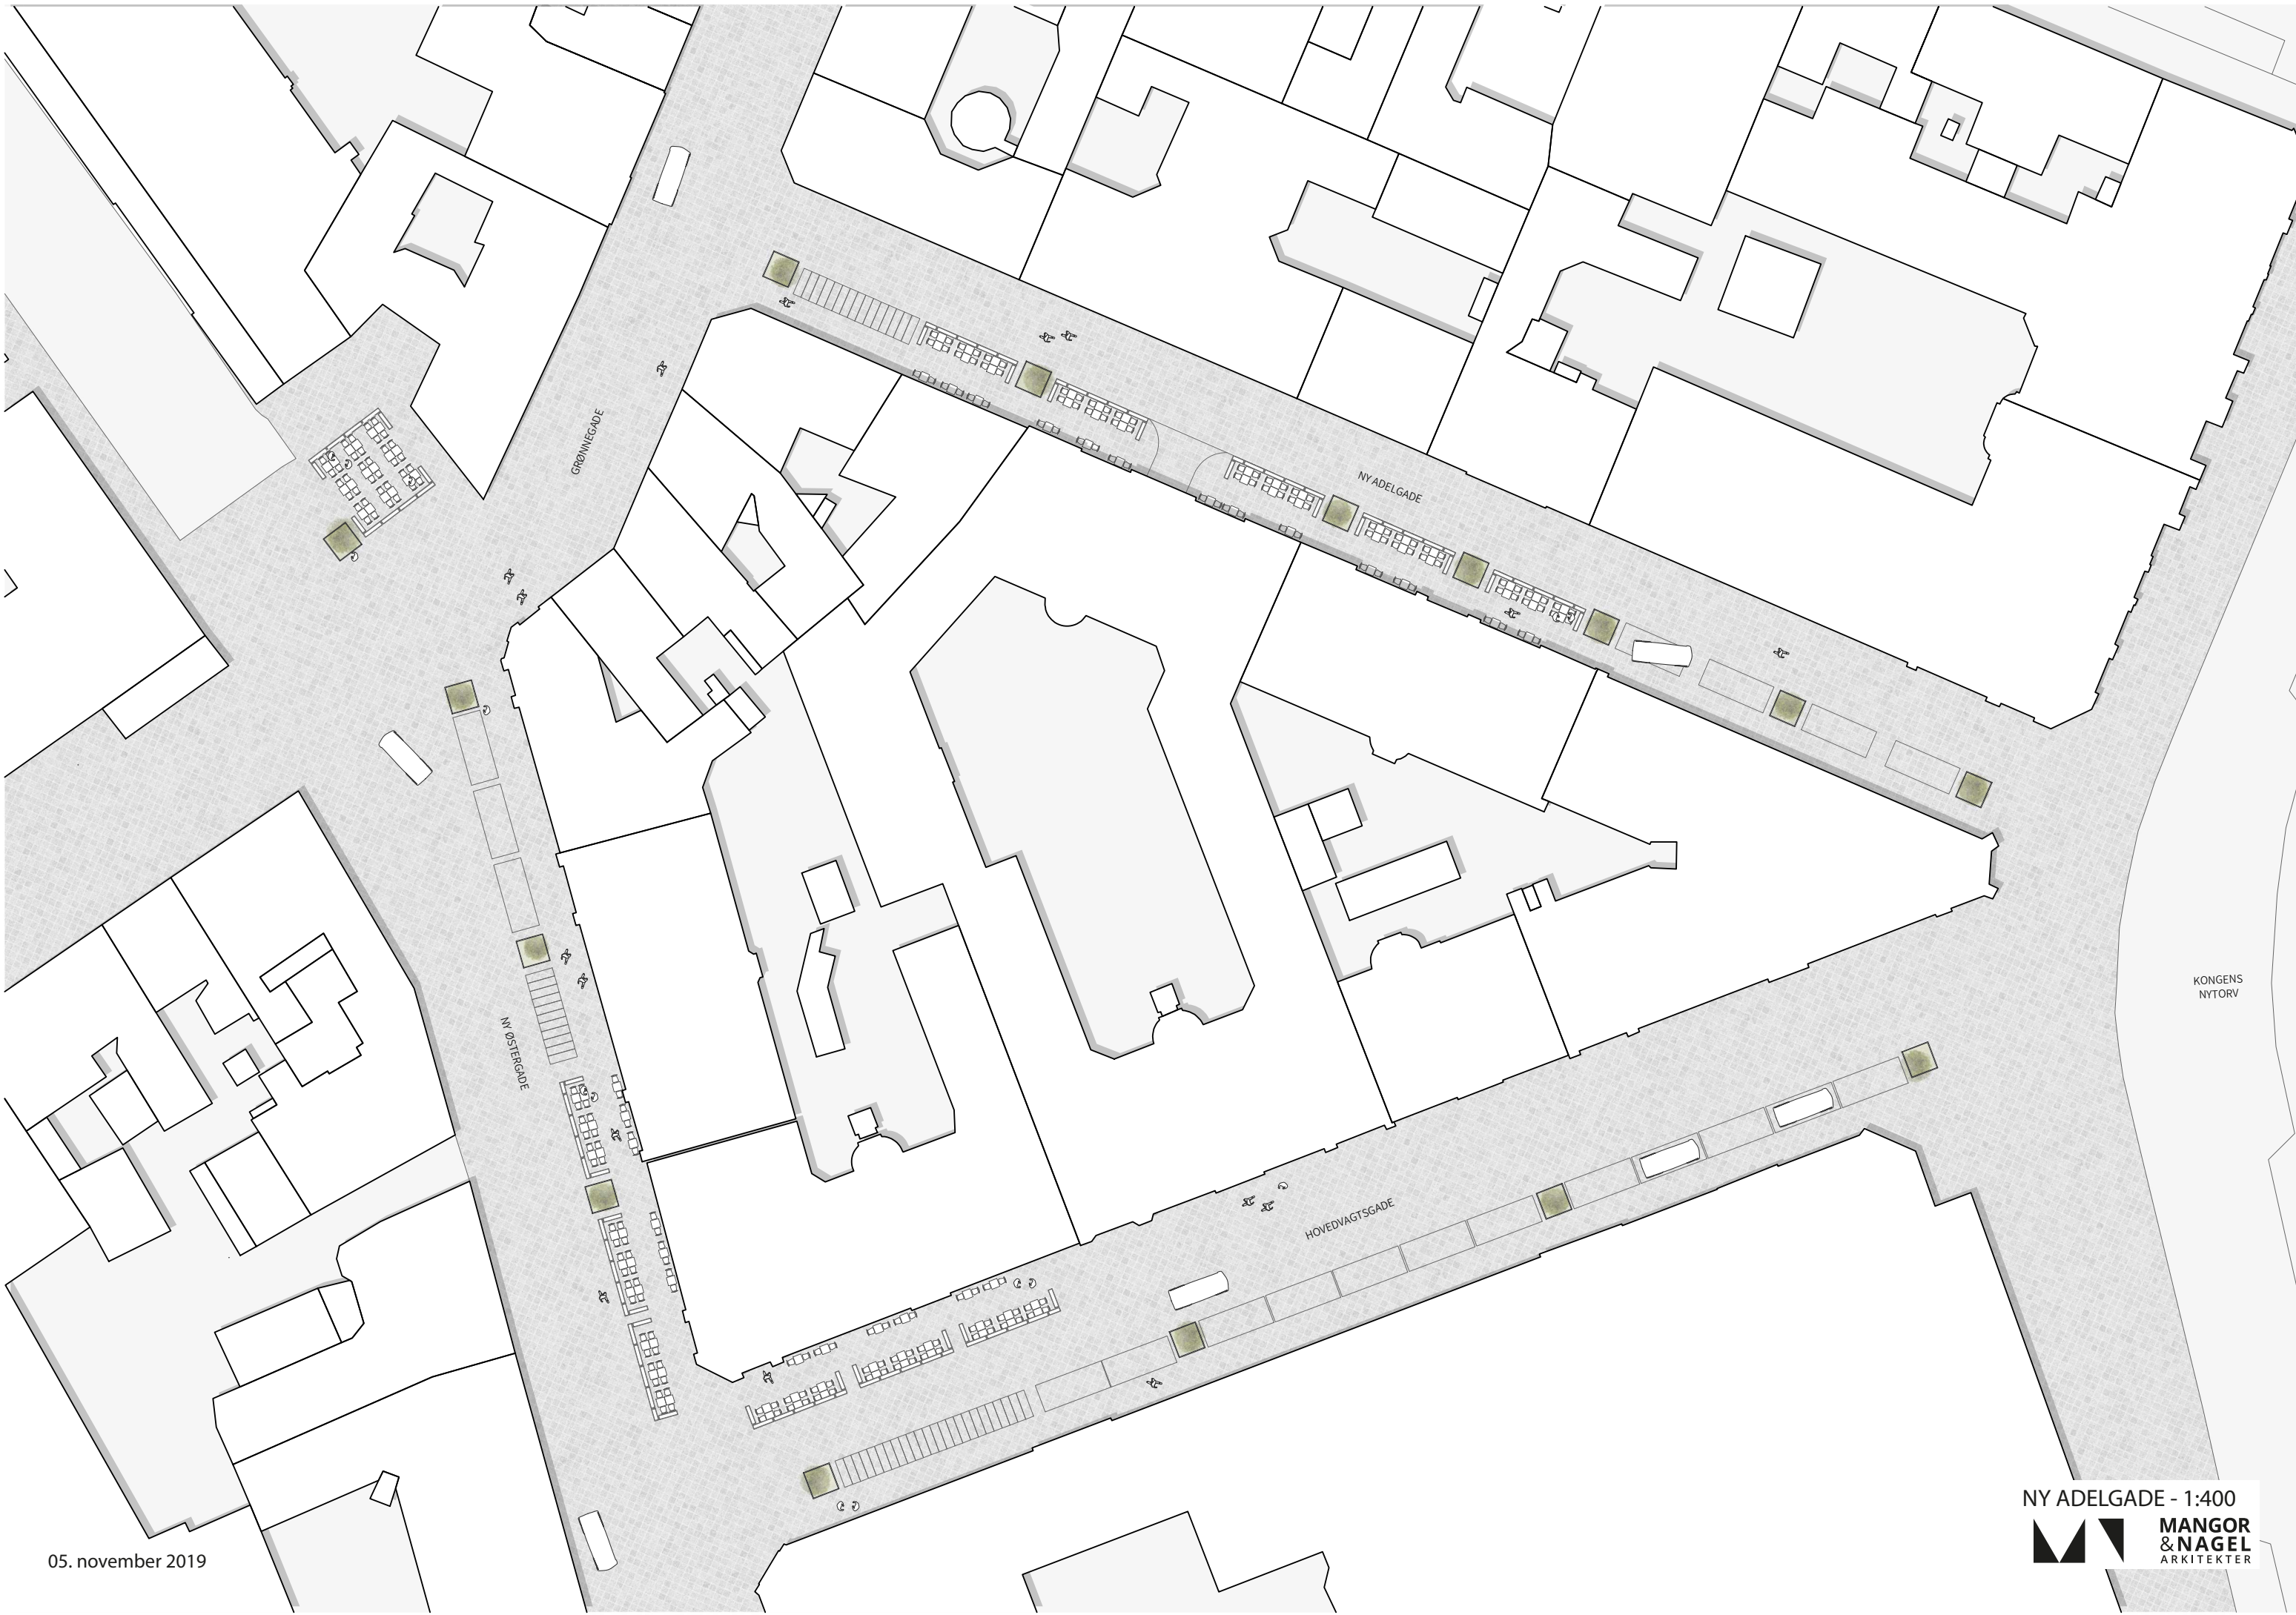 GRØNNEGADE
NY ADELGADE
KONGENS
NYTORV
NY ØSTERGADE
HOVEDVAGTSGADE
NY ADELGADE - 1:400
MANGOR
&NAGEL
ARKITEKTER
05. november 2019